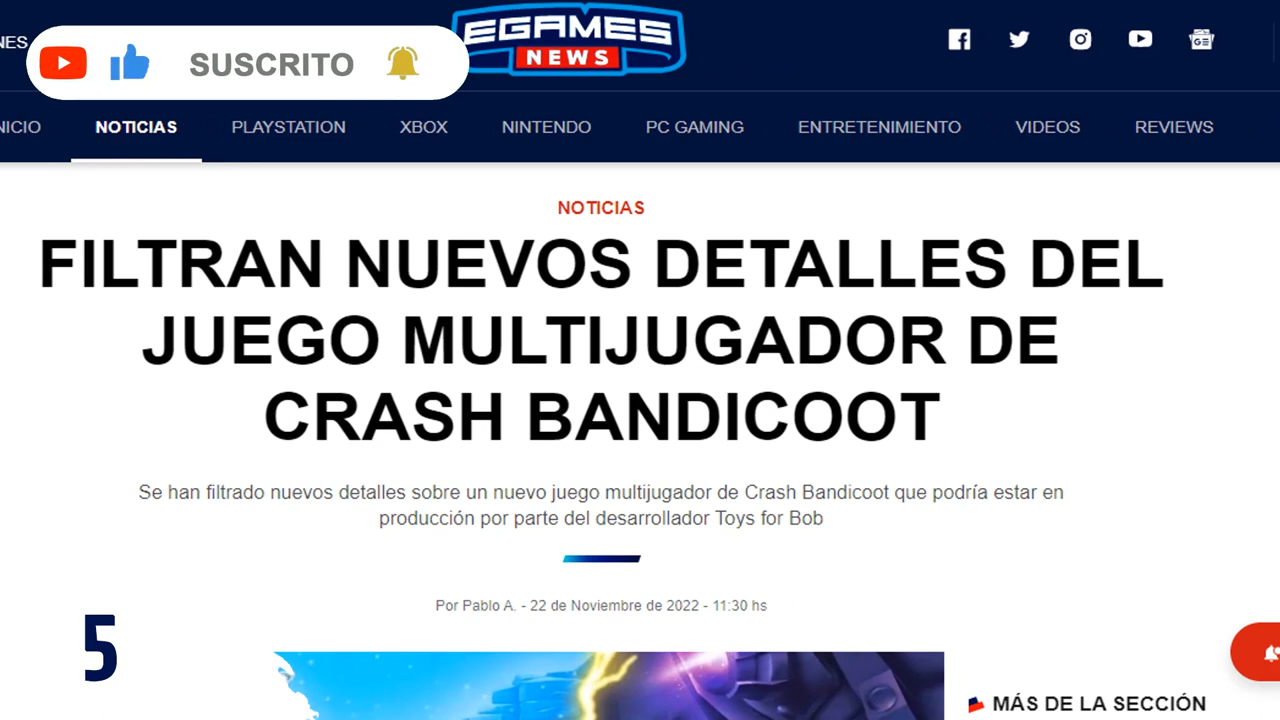 NES
SUSCRITO
EGAMES
NEWS
NICIO NOTICIAS PLAYSTATION XBOX NINTENDO PC GAMING ENTRETENIMIENTO VIDEOS REVIEWS
NOTICIAS
FILTRAN NUEVOS DETALLES DEL
JUEGO MULTIJUGADOR DE
CRASH BANDICOOT
Se han filtrado nuevos detalles sobre un nuevo juego multijugador de Crash Bandicoot que podría estar en
producción por parte del desarrollador Toys for Bob
Por Pablo A. - 22 de Noviembre de 2022 - 11:30 hs
5
MÁS DE LA SECCIÓN